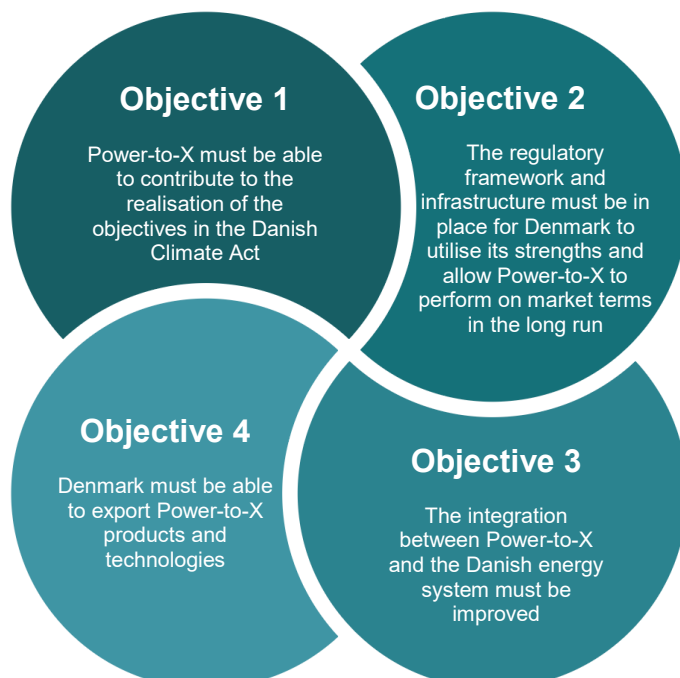 Objective 1
Power-to-X must be able
to contribute to the
realisation of the
objectives in the Danish
Climate Act
Objective 2
The regulatory
framework and
infrastructure must be in
place for Denmark to
utilise its strengths and
allow Power-to-X to
perform on market terms
in the long run
Objective 4
Denmark must be able
to export Power-to-X
products and
technologies
Objective 3
The integration
between Power-to-X
and the Danish energy
system must be
improved